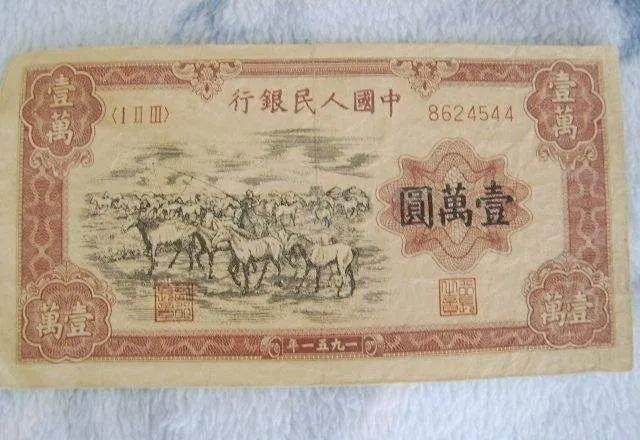 中國人民銀行
壹萬
壹萬
〈I II III〉
8624544
壹萬圓
壹萬
壹萬
一九五一年